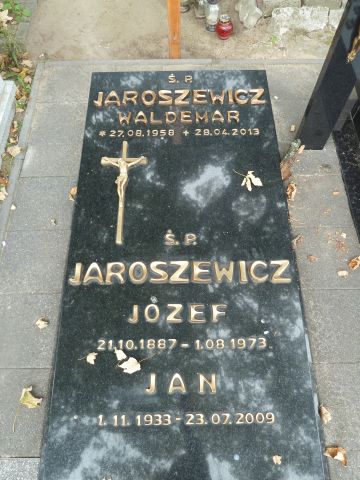 Ś. P.
JAROSZEWICZ
WALDEMAR
* 27.08.1958 + 28.04.2013
Ś. P.
JAROSZEWICZ
JÓZEF
21.10.1887 - 1.08.1973
JAN
1.11.1933 - 23.07.2009